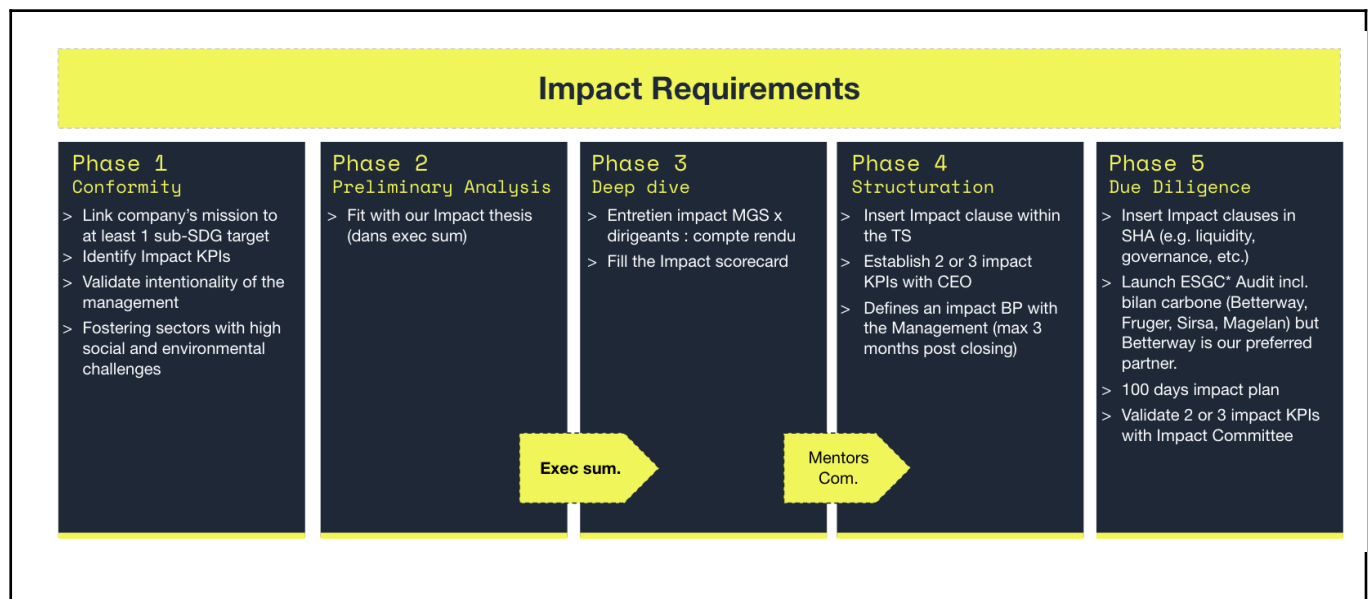 Impact Requirements
Phase 1
Conformity
> Link company's mission to
at least 1 sub-SDG target
> Identify Impact KPIs
> Validate intentionality of the
management
> Fostering sectors with high
social and environmental
challenges
Phase 2
Preliminary Analysis
> Fit with our Impact thesis
(dans exec sum)
Exec sum.
Phase 3
Deep dive
> Entretien impact MGS x
dirigeants : compte rendu
> Fill the Impact scorecard
Mentors
Com.
Phase 4
Structuration
> Insert Impact clause within
the TS
> Establish 2 or 3 impact
KPIs with CEO
> Defines an impact BP with
the Management (max 3
months post closing)
Phase 5
Due Diligence
> Insert Impact clauses in
SHA (e.g. liquidity,
governance, etc.)
> Launch ESGC* Audit incl.
bilan carbone (Betterway,
Fruger, Sirsa, Magelan) but
Betterway is our preferred
partner.
> 100 days impact plan
> Validate 2 or 3 impact KPIs
with Impact Committee